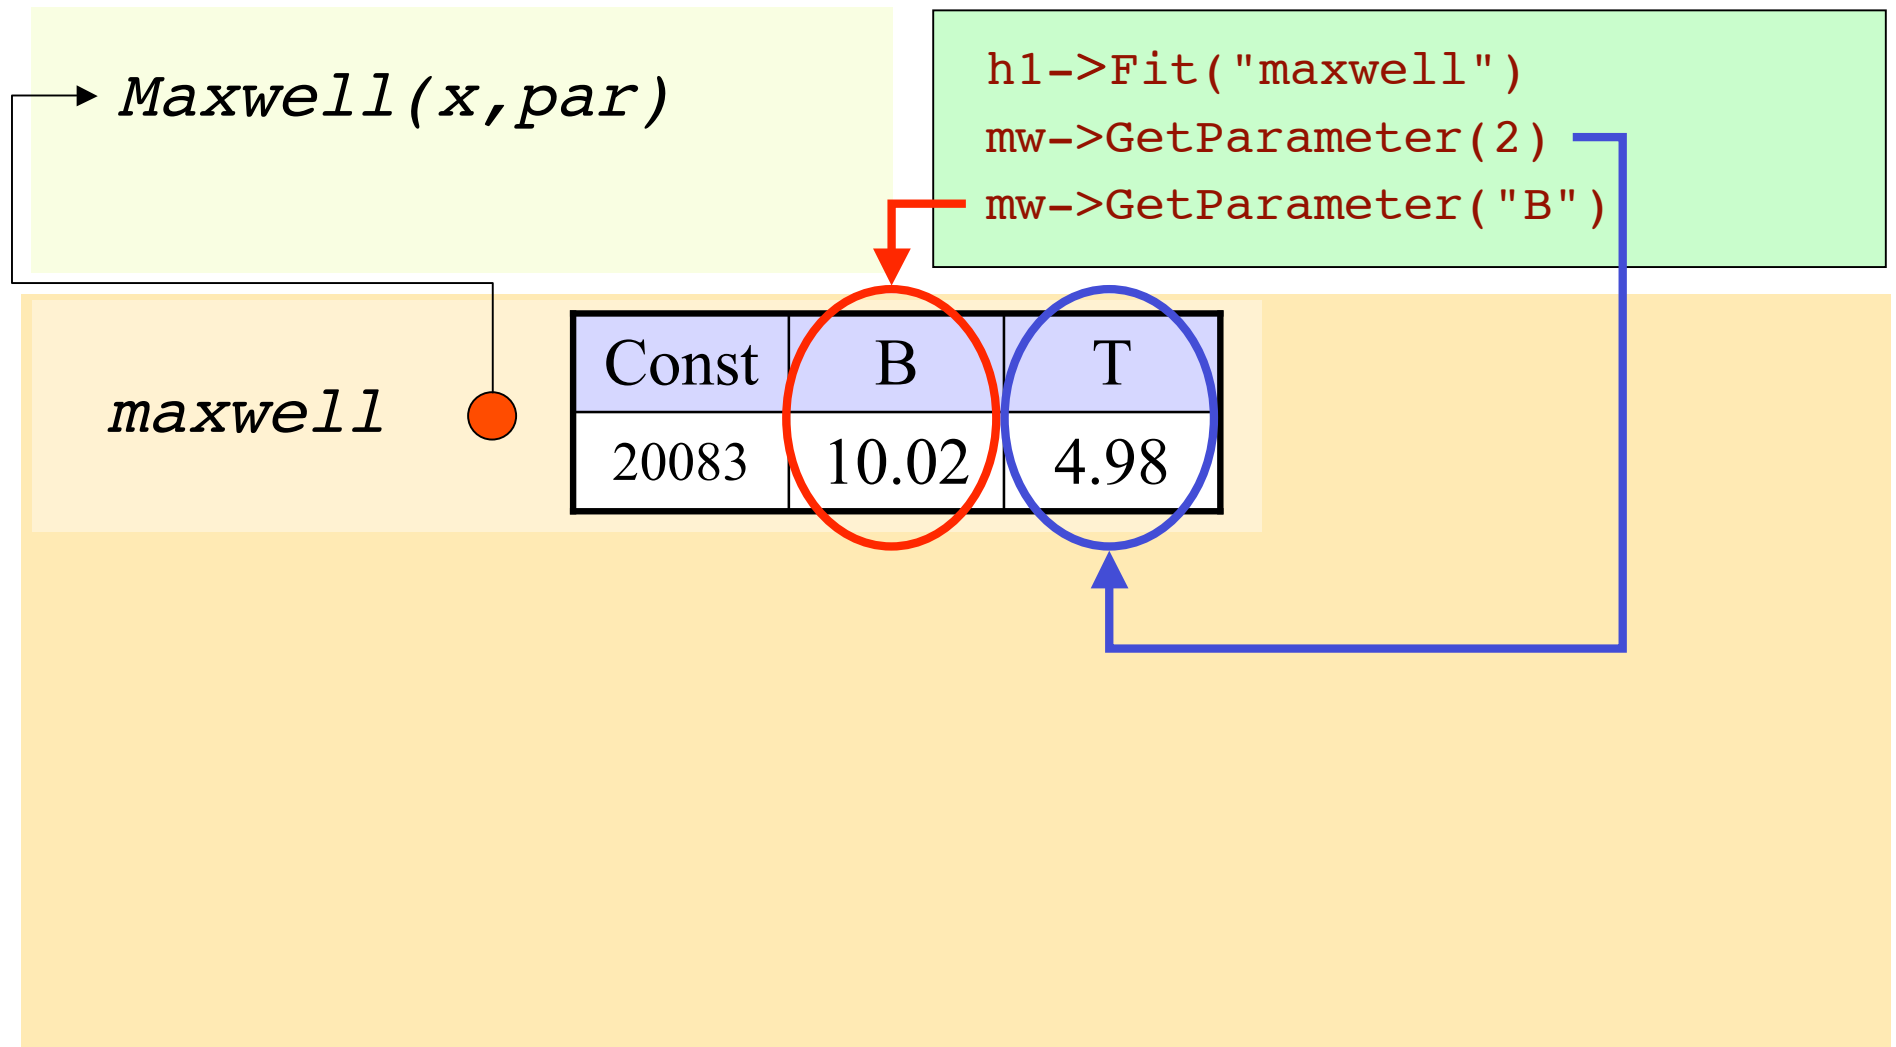 Maxwell(x,par)
h1->Fit("maxwell")
mw->GetParameter(2)
mw->GetParameter("B")
maxwell
Const B T
20083 10.02 4.98